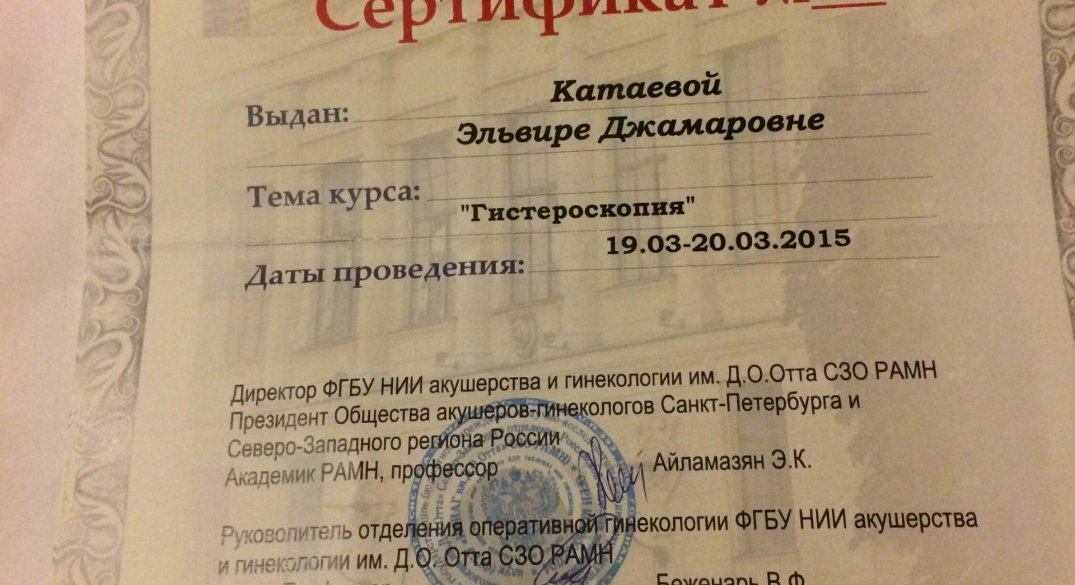 Сертификат №__
Выдан: Катаевой
Эльвире Джамаровне
Тема курса:
"Гистероскопия"
19.03-20.03.2015
Даты проведения:
Директор ФГБУ НИИ акушерства и гинекологии им. Д.О.Отта СЗО РАМН
Президент Общества акушеров-гинекологов Санкт-Петербурга и
Северо-Западного региона России
Академик РАМН, профессор Айламазян Э.К.
Руководитель отделения оперативной гинекологии ФГБУ НИИ акушерства
и гинекологии им. Д.О. Отта СЗО РАМН
Беженарь В.Ф.